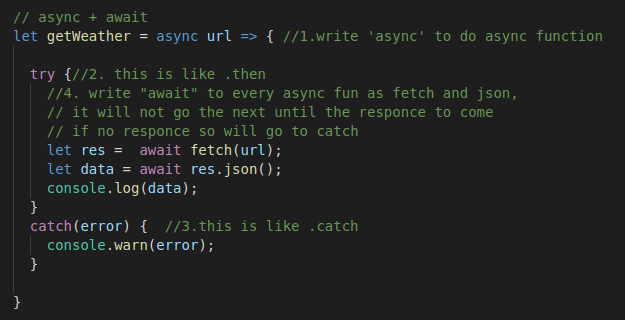 // async + await
let getWeather = async url => { //1.write 'async' to do async function
try {//2. this is like .then
//4. write "await" to every async fun as fetch and json,
// it will not go the next until the responce to come
// if no responce so will go to catch
let res =  await fetch(url);
let data = await res.json();
console.log(data);
}
catch(error) {  //3.this is like .catch
console.warn(error);
}
}